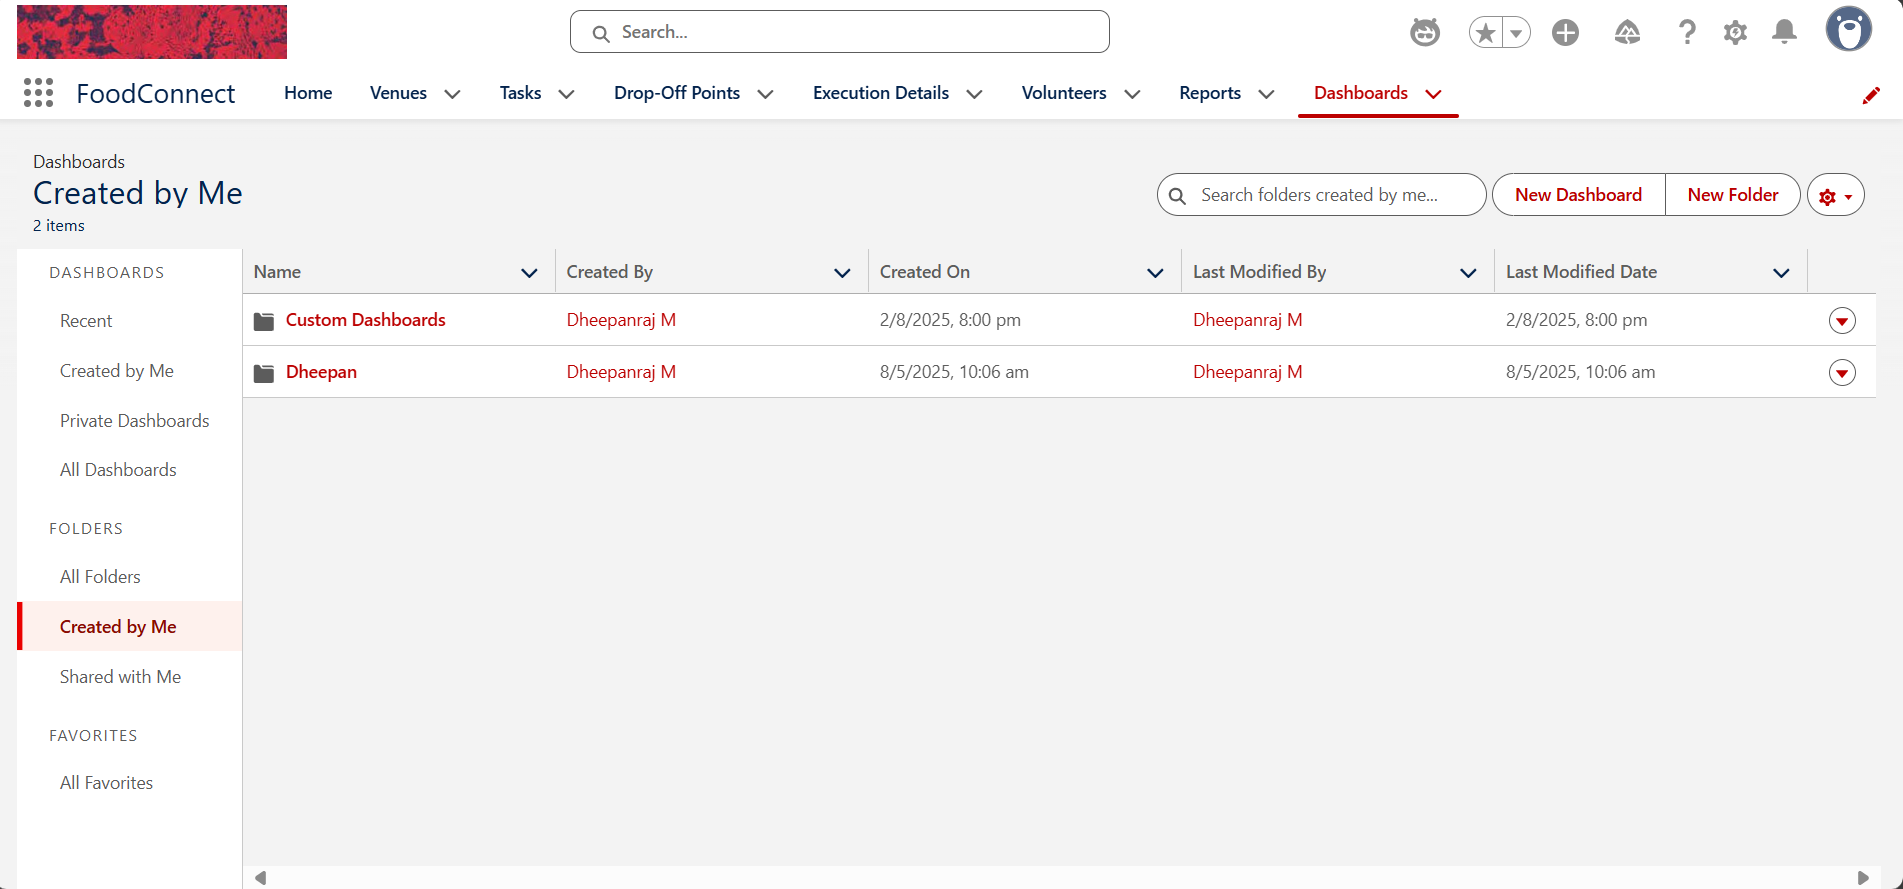 Search...
FoodConnect Home Venues Tasks Drop-Off Points Execution Details Volunteers Reports Dashboards
Dashboards
Created by Me
2 items
Search folders created by me... New Dashboard New Folder
DASHBOARDS
Recent
Created by Me
Private Dashboards
All Dashboards
FOLDERS
All Folders
Created by Me
Shared with Me
FAVORITES
All Favorites
Name Created By Created On Last Modified By Last Modified Date
Custom Dashboards Dheepanraj M 2/8/2025, 8:00 pm Dheepanraj M 2/8/2025, 8:00 pm
Dheepan Dheepanraj M 8/5/2025, 10:06 am Dheepanraj M 8/5/2025, 10:06 am